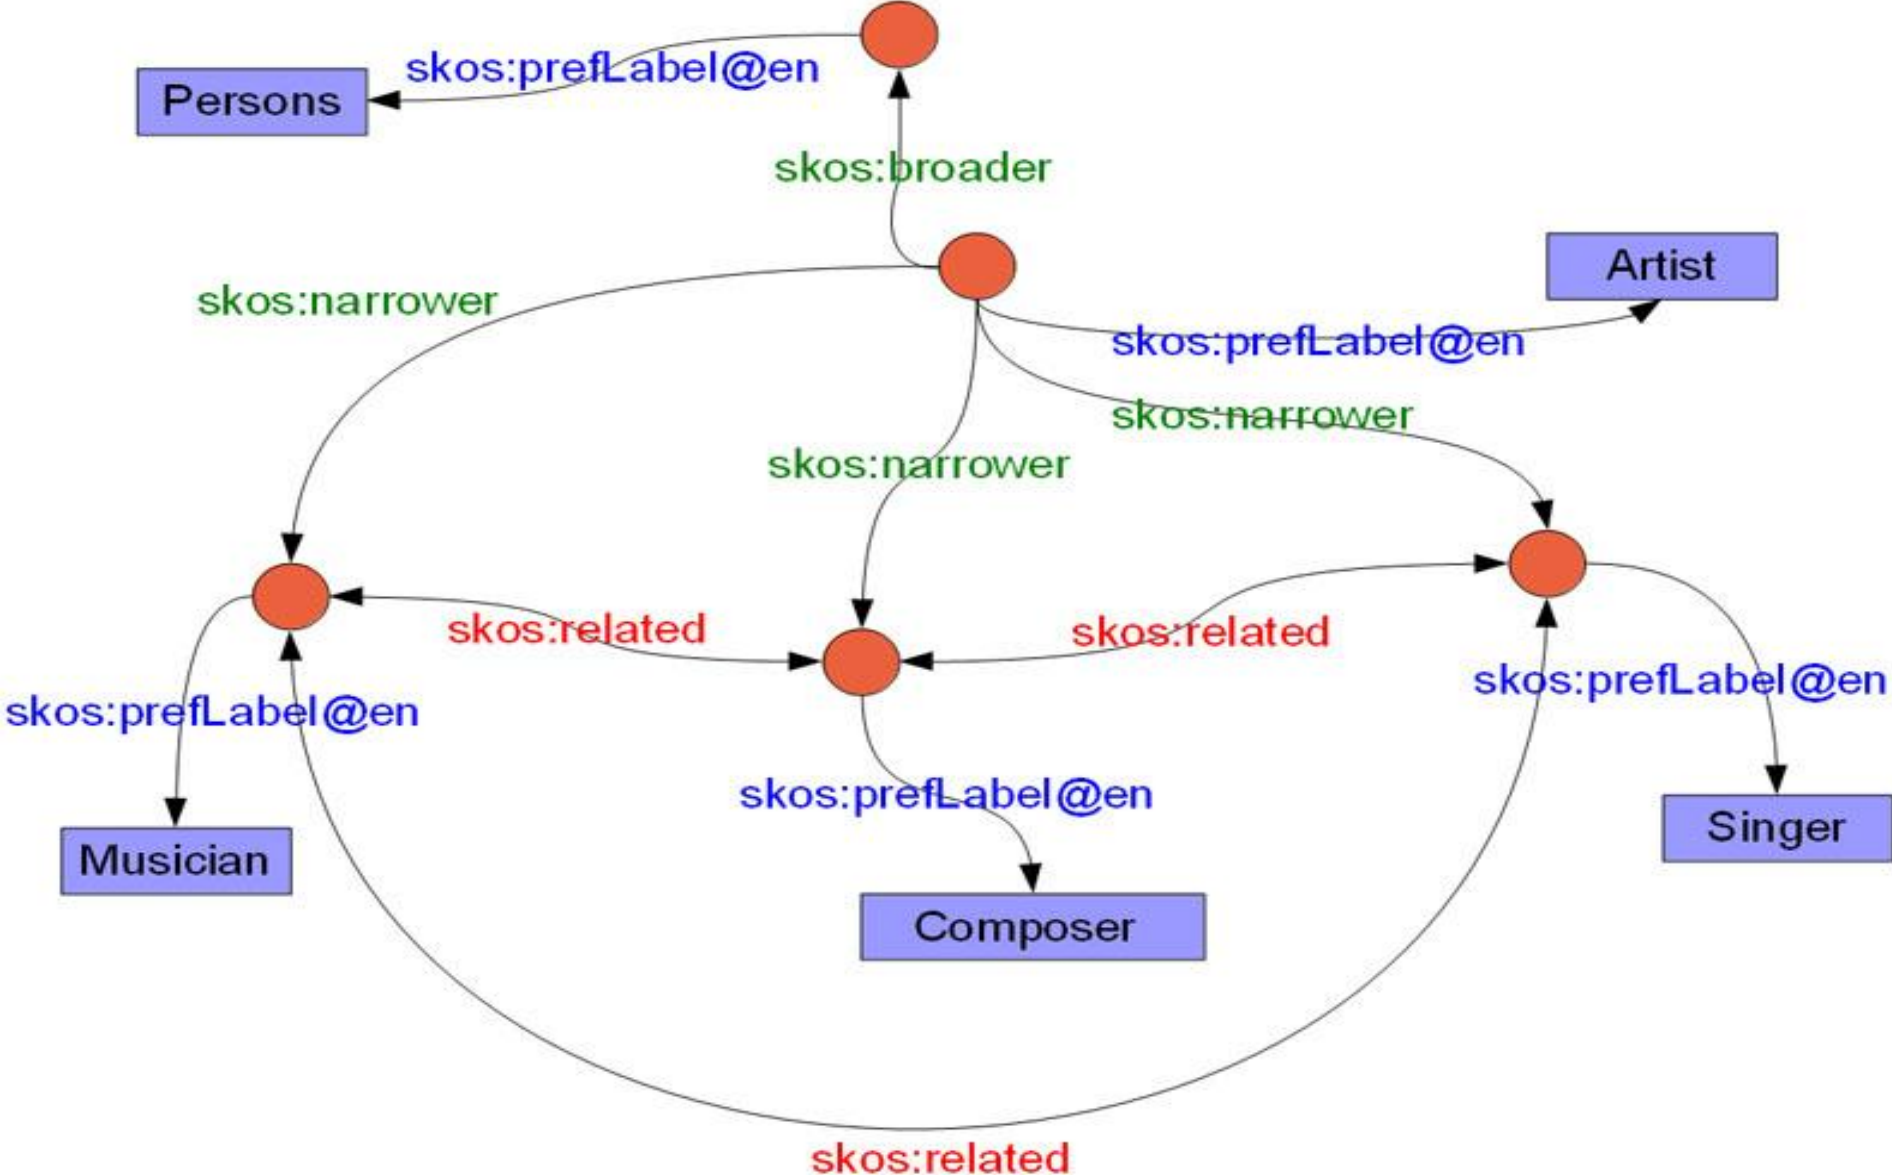 skos:prefLabel@en
Persons
skos:broader
Artist
skos:narrower
skos:prefLabel@en
skos:narrower
skos:narrower
skos:related
skos:related
skos:prefLabel@en
skos:prefLabel@en
skos:prefLabel@en
Singer
Musician
Composer
skos:related